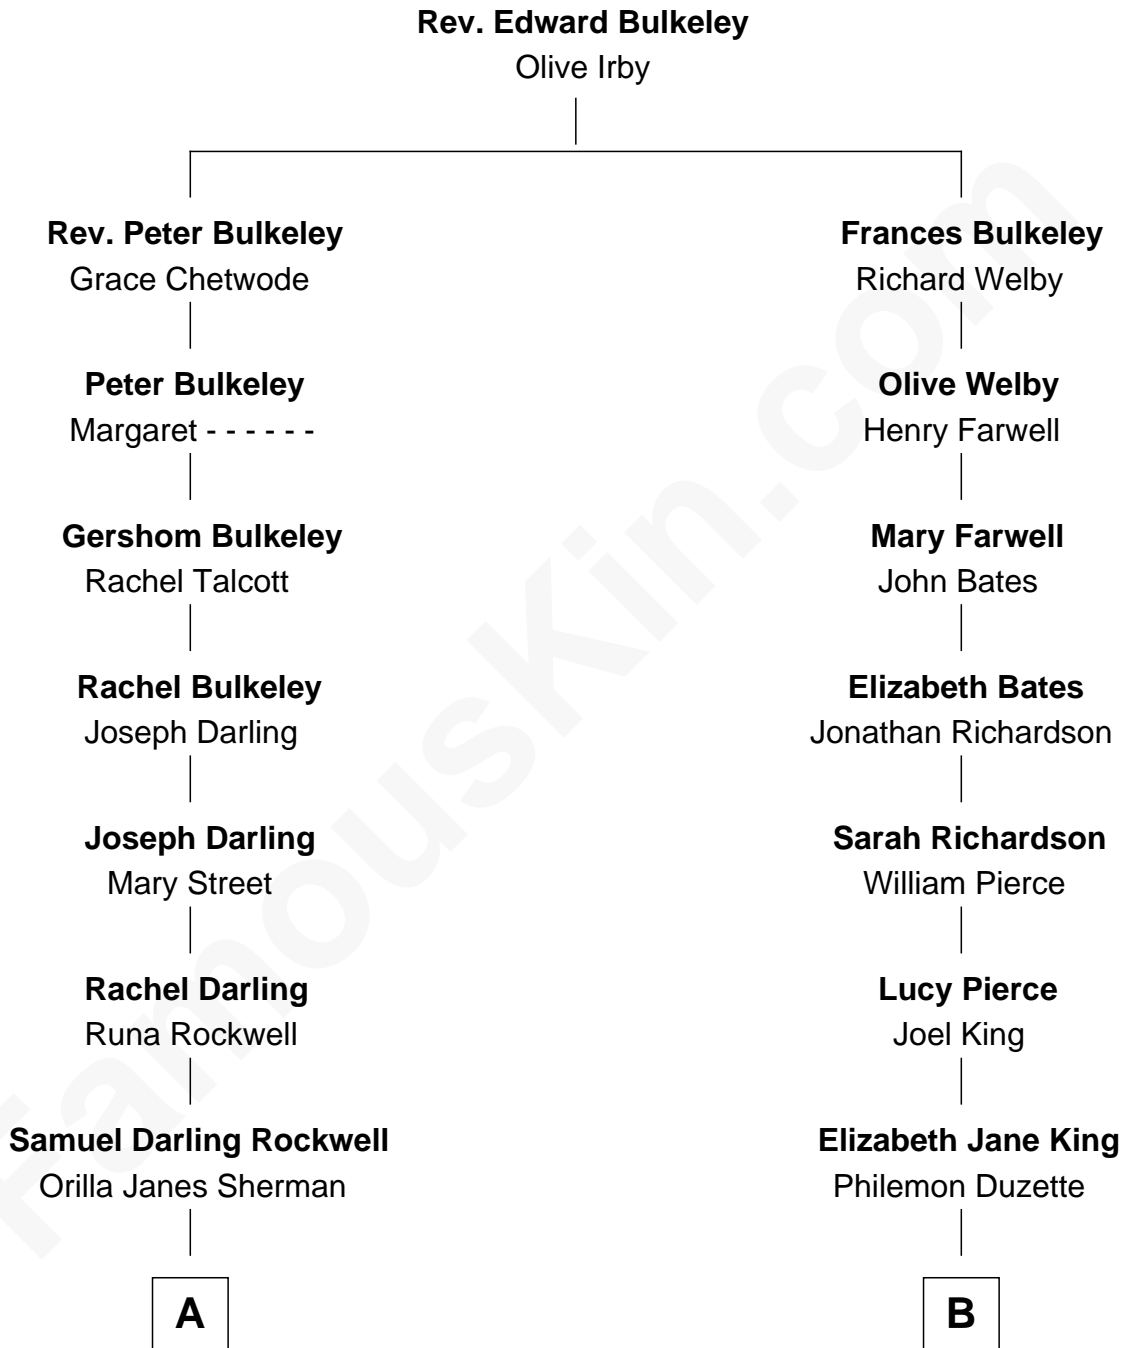 Rev. Edward Bulkeley
Olive Irby
Rev. Peter Bulkeley
Grace Chetwode
Peter Bulkeley
Margaret - - - - - -
Gershom Bulkeley
Rachel Talcott
Rachel Bulkeley
Joseph Darling
Joseph Darling
Mary Street
Rachel Darling
Runa Rockwell
Samuel Darling Rockwell
Orilla Janes Sherman
A
Frances Bulkeley
Richard Welby
Olive Welby
Henry Farwell
Mary Farwell
John Bates
Elizabeth Bates
Jonathan Richardson
Sarah Richardson
William Pierce
Lucy Pierce
Joel King
Elizabeth Jane King
Philemon Duzette
B
FamousKin.com